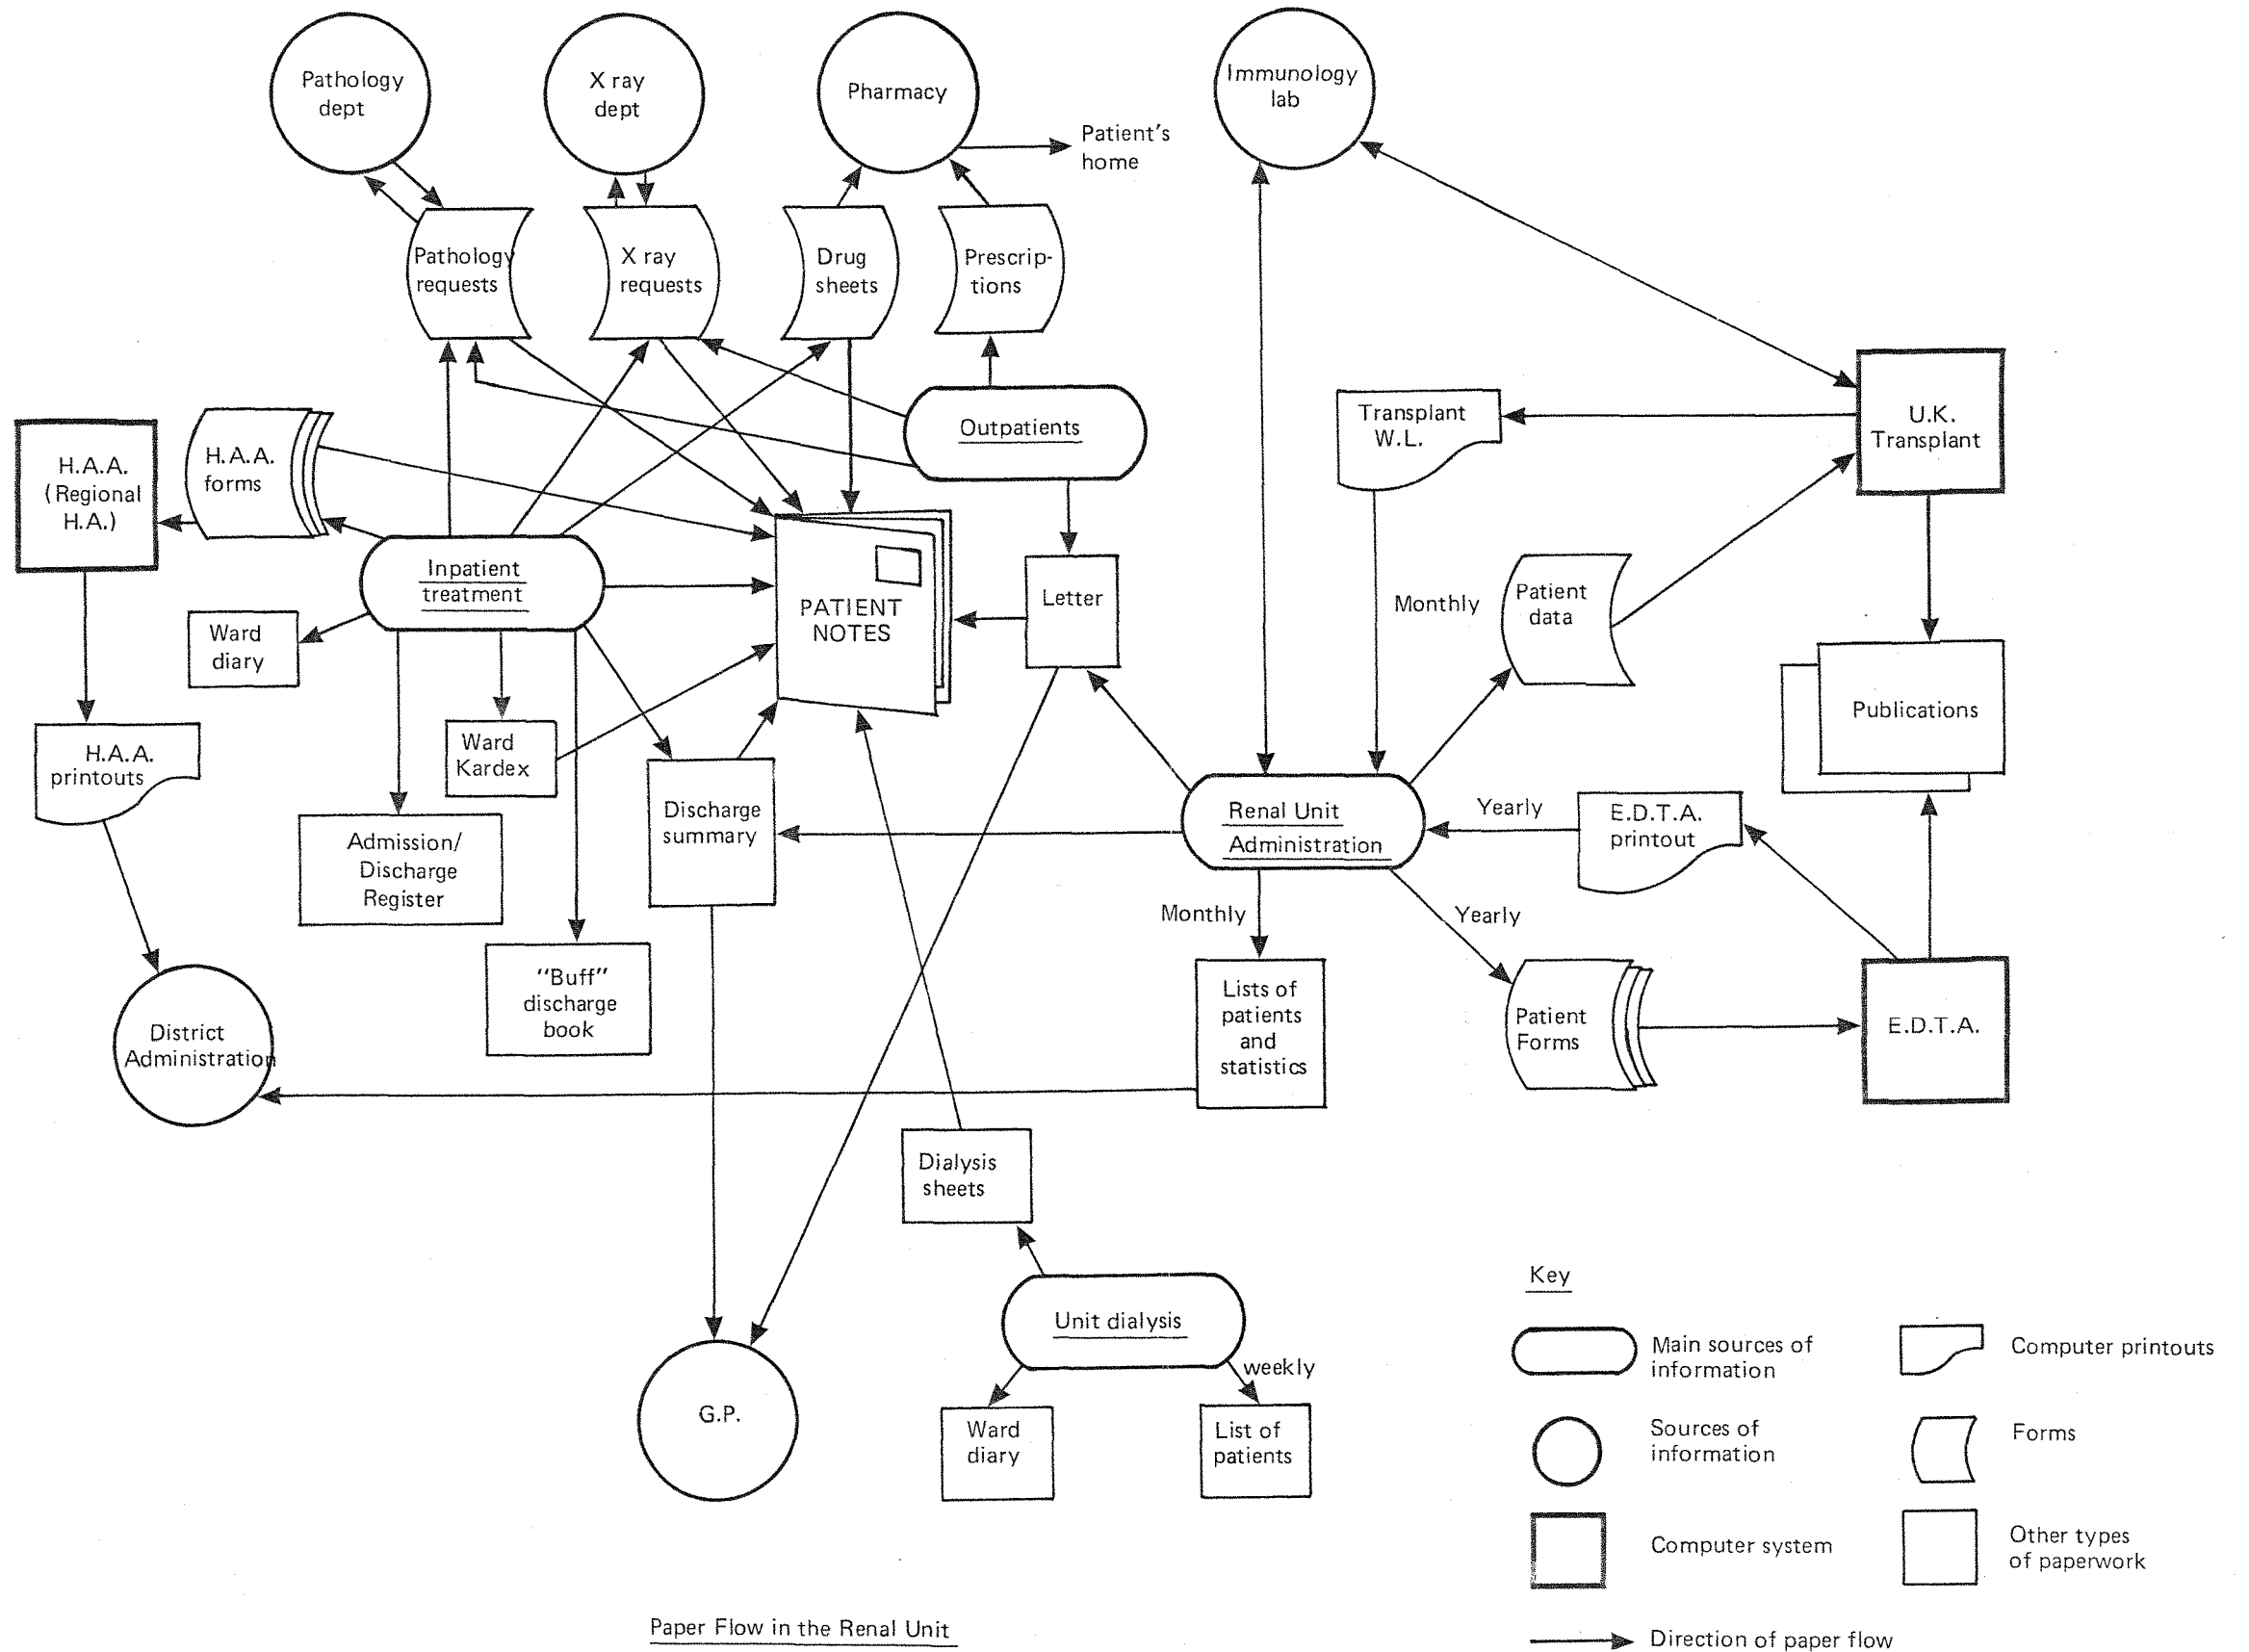 Pathology
dept
X ray
dept
Pharmacy
Immunology
lab
Patient's
home
Pathology
requests
X ray
requests
Drug
sheets
Prescrip-
tions
Outpatients
Transplant
W.L.
U.K.
Transplant
H.A.A.
(Regional
H.A.)
H.A.A.
forms
Inpatient
treatment
PATIENT
NOTES
Letter
Monthly
Patient
data
Ward
diary
Publications
H.A.A.
printouts
Ward
Kardex
Discharge
summary
Renal Unit
Administration
Yearly
E.D.T.A.
printout
Admission/
Discharge
Register
Monthly
Yearly
"Buff"
discharge
book
Lists of
patients
and
statistics
Patient
Forms
E.D.T.A.
District
Administration
Dialysis
sheets
Unit dialysis
weekly
G.P.
Ward
diary
List of
patients
Key
Main sources of
information
Computer printouts
Sources of
information
Forms
Computer system
Other types
of paperwork
Direction of paper flow
Paper Flow in the Renal Unit